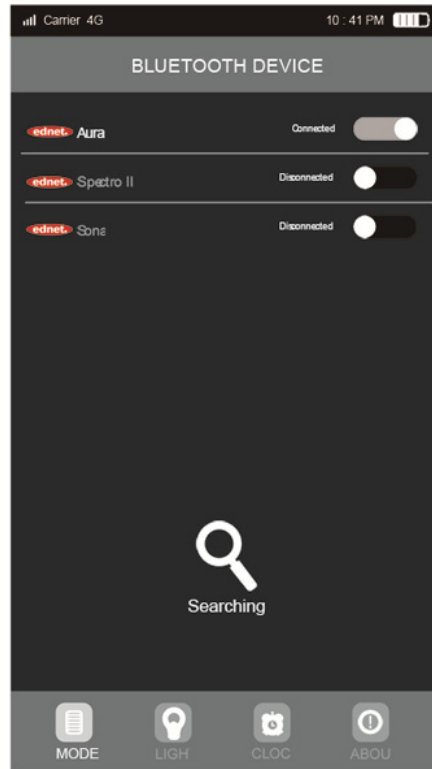 Carrier 4G 10 : 41 PM
BLUETOOTH DEVICE
ednet. Aura Connected
ednet. Spectro II Disconnected
ednet. Sona Disconnected
Searching
MODE LIGH CLOC ABOU